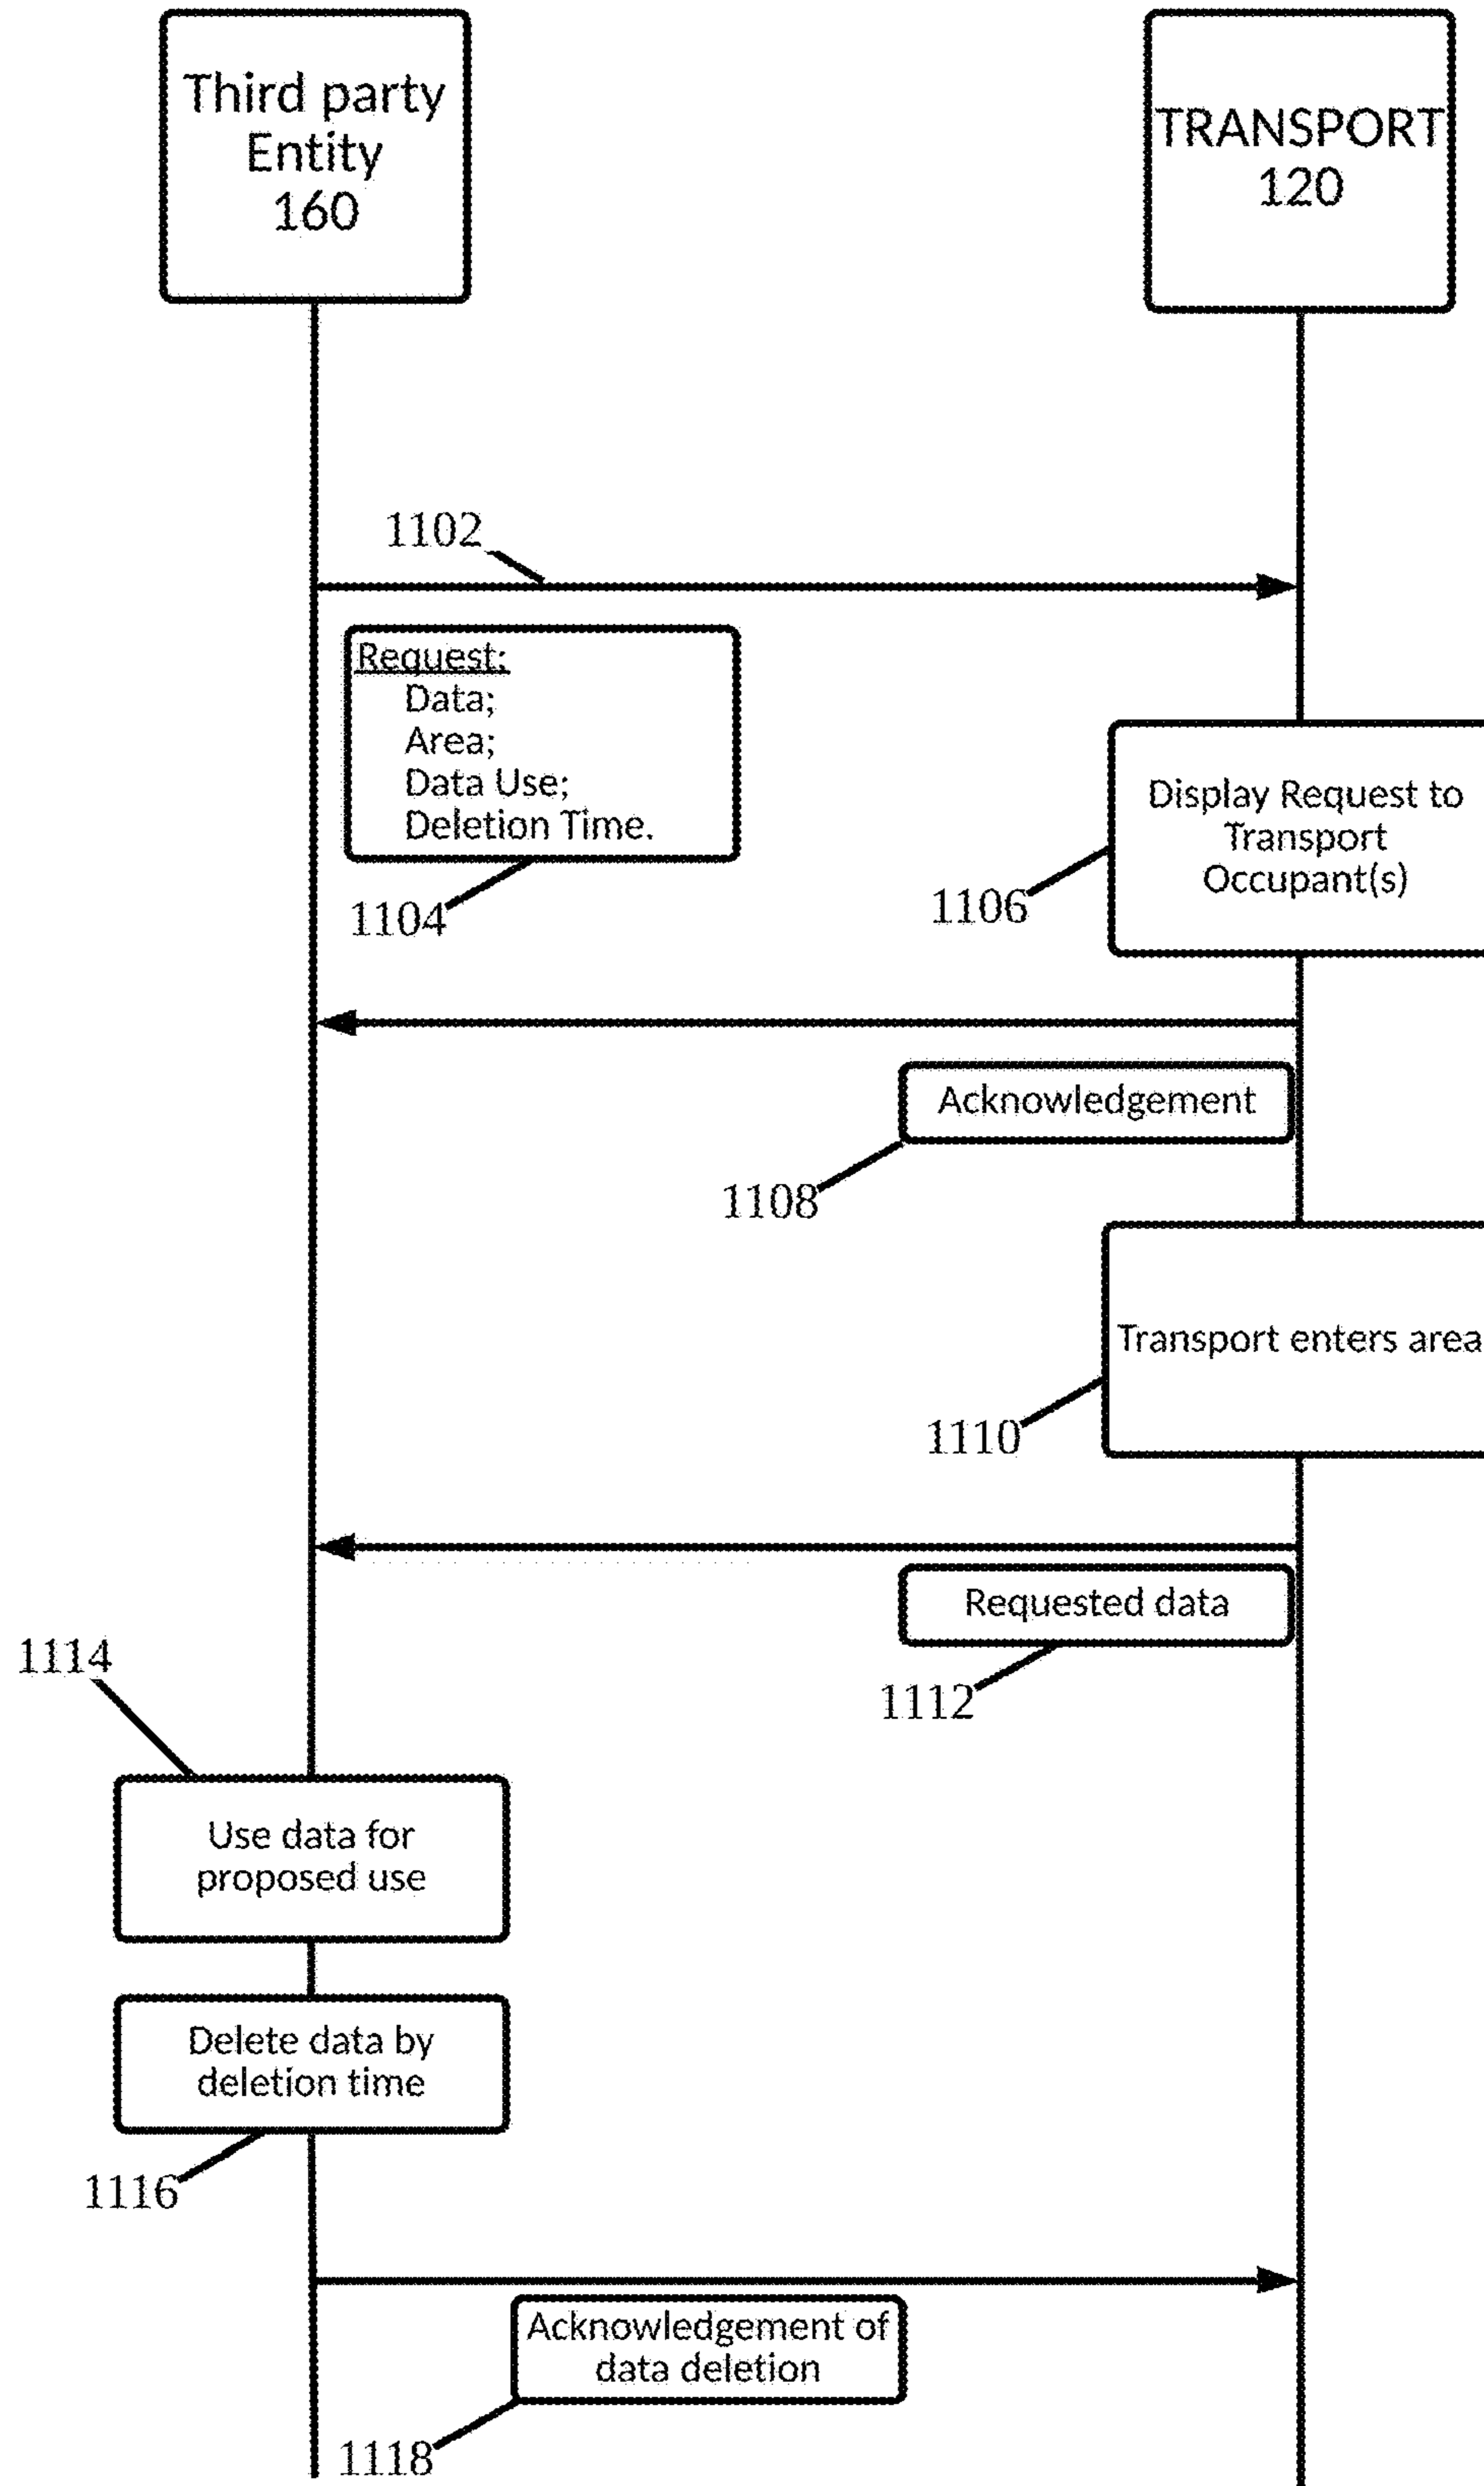 Third party
Entity
160
TRANSPORT
120
1102
Request:
Data;
Area;
Data Use;
Deletion Time.
1104
Display Request to
Transport
Occupant(s)
1106
Acknowledgement
1108
Transport enters area
1110
Requested data
1112
1114
Use data for
proposed use
Delete data by
deletion time
1116
Acknowledgement of
data deletion
1118